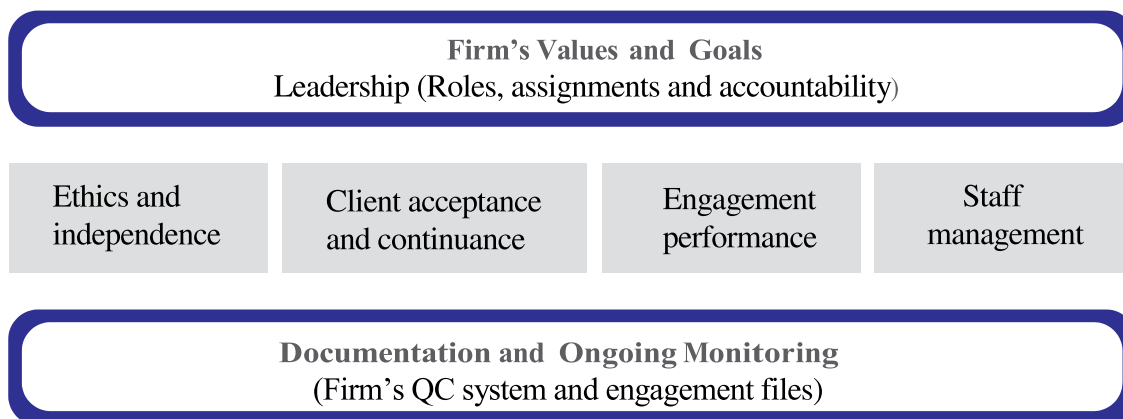 Firm's Values and Goals
Leadership (Roles, assignments and accountability)
Ethics and
independence
Client acceptance
and continuance
Engagement
performance
Staff
management
Documentation and Ongoing Monitoring
(Firm's QC system and engagement files)